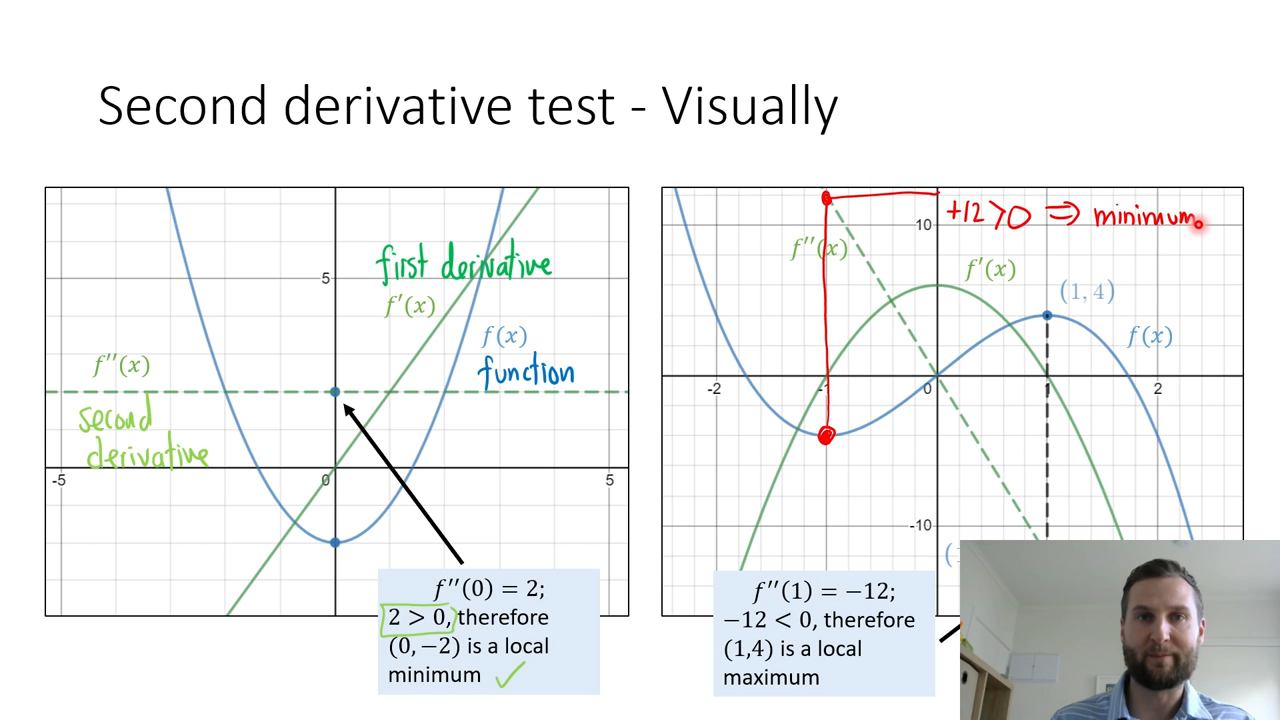 Second derivative test - Visually
5
first derivative
f'(x)
f(x)
function
f''(x)
second
derivative
-5
0
5
f''(0) = 2;
2 > 0, therefore
(0, −2) is a local
minimum
10
+12>0 ⇒ minimum
f''(x)
f'(x)
(1, 4)
f(x)
-2
-1
0
1
2
-10
(1
f''(1) = −12;
−12 < 0, therefore
(1,4) is a local
maximum